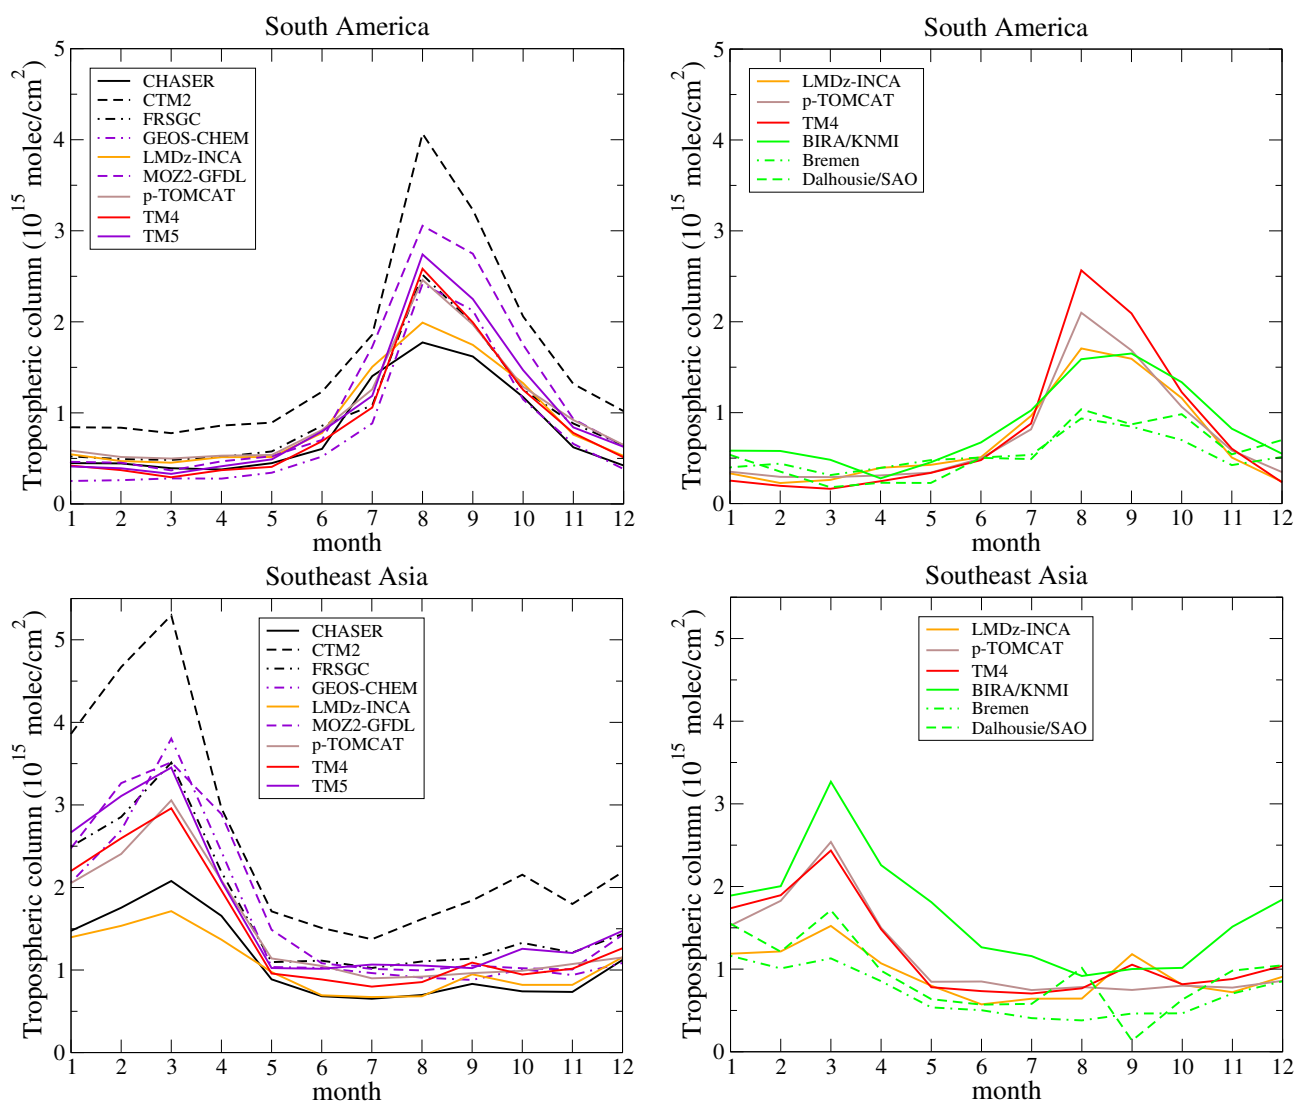 South America
Tropospheric column (10^15 molec/cm^2)
5
4
3
2
1
0
CHASER
CTM2
FRSGC
GEOS-CHEM
LMDz-INCA
MOZ2-GFDL
p-TOMCAT
TM4
TM5
1 2 3 4 5 6 7 8 9 10 11 12
month
South America
Tropospheric column (10^15 molec/cm^2)
5
4
3
2
1
0
LMDz-INCA
p-TOMCAT
TM4
BIRA/KNMI
Bremen
Dalhousie/SAO
1 2 3 4 5 6 7 8 9 10 11 12
month
Southeast Asia
Tropospheric column (10^15 molec/cm^2)
5
4
3
2
1
0
CHASER
CTM2
FRSGC
GEOS-CHEM
LMDz-INCA
MOZ2-GFDL
p-TOMCAT
TM4
TM5
1 2 3 4 5 6 7 8 9 10 11 12
month
Southeast Asia
Tropospheric column (10^15 molec/cm^2)
5
4
3
2
1
0
LMDz-INCA
p-TOMCAT
TM4
BIRA/KNMI
Bremen
Dalhousie/SAO
1 2 3 4 5 6 7 8 9 10 11 12
month